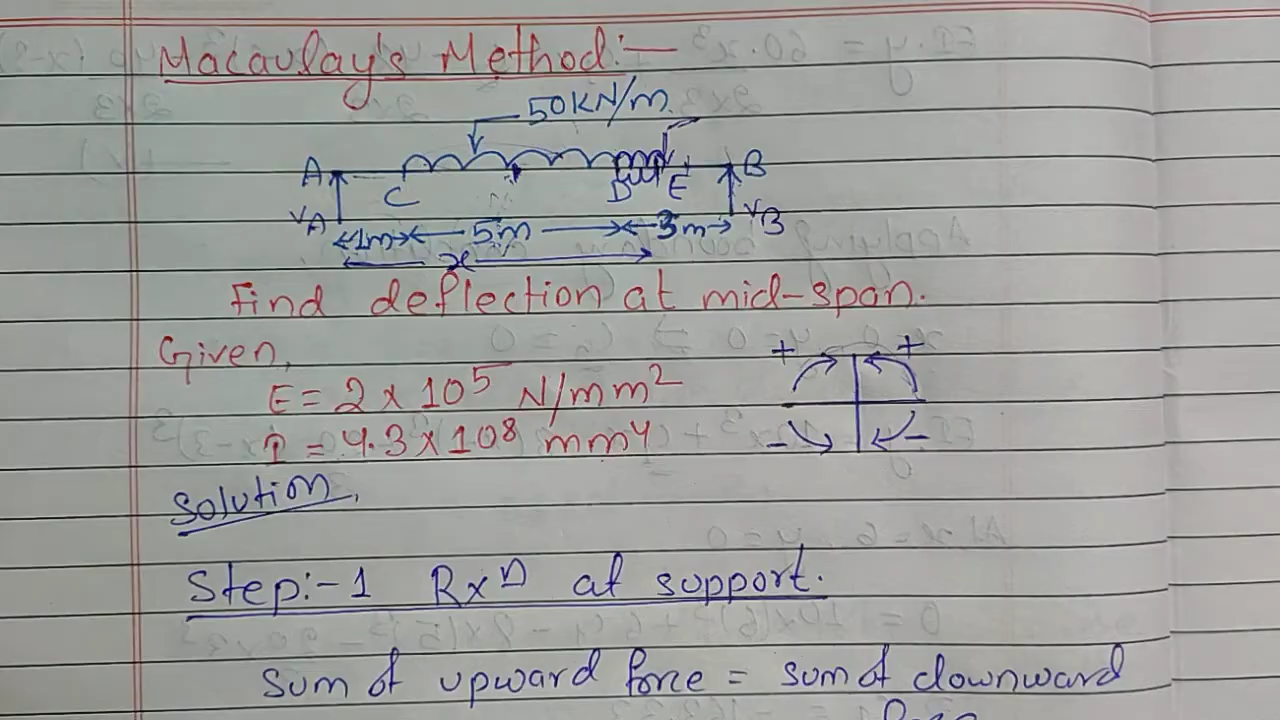 Macaulay's Method:-
50KN/m
A C D E B
VA 1m 5m 3m VB
x
Find deflection at mid-span.
Given,
+ +
E = 2 x 10^5 N/mm^2
I = 4.3 x 10^8 mm^4
- -
Solution,
Step:-1 Rx^n at support.
Sum of upward force = sum of downward